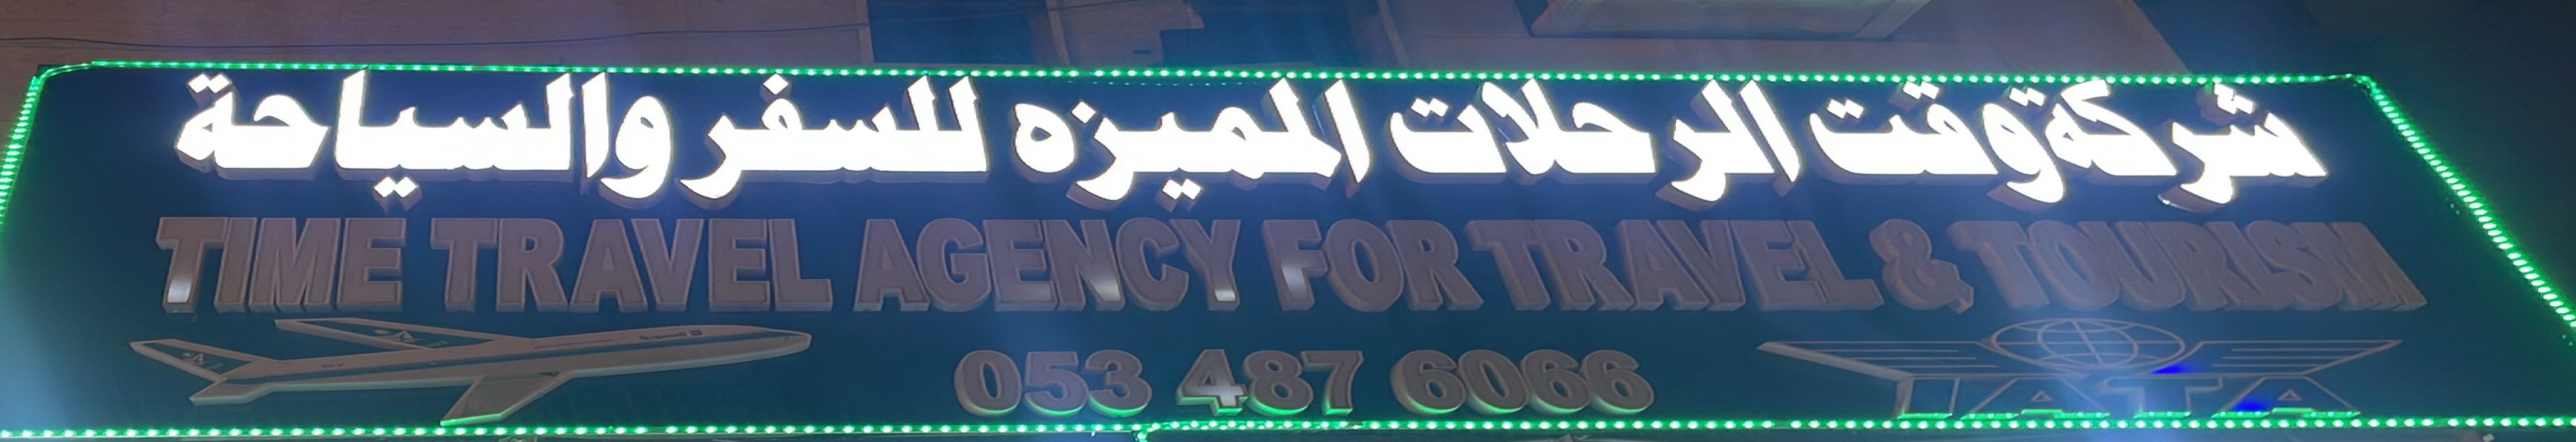 شركة وقت الرحلات المميزه للسفر والسياحة
TIME TRAVEL AGENCY FOR TRAVEL & TOURISM
053 487 6066
IATA